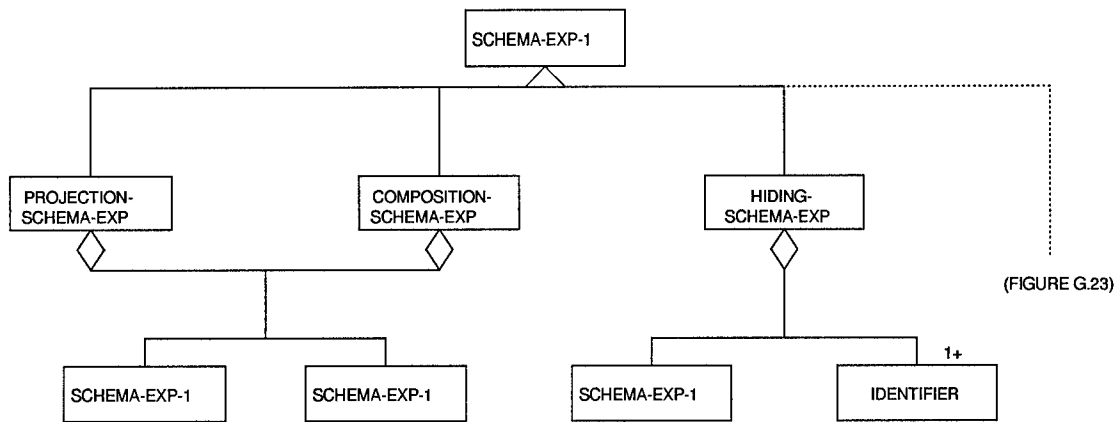 SCHEMA-EXP-1
PROJECTION-
SCHEMA-EXP
COMPOSITION-
SCHEMA-EXP
HIDING-
SCHEMA-EXP
(FIGURE G.23)
1+
SCHEMA-EXP-1
SCHEMA-EXP-1
SCHEMA-EXP-1
IDENTIFIER